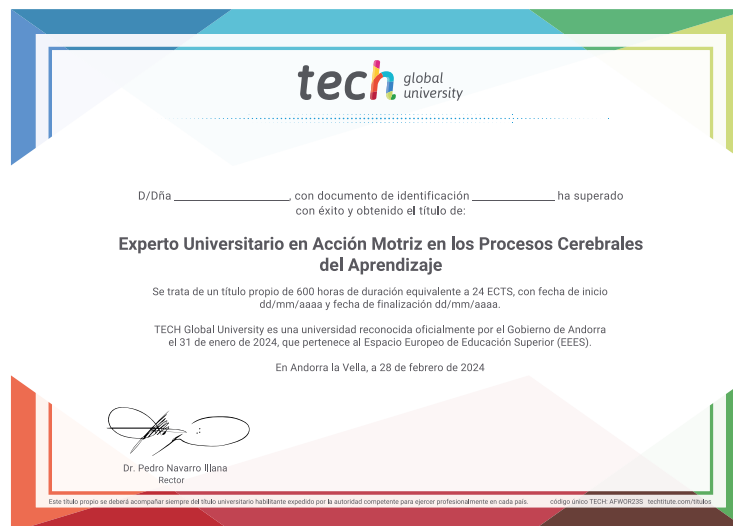 tech global university
D/Dña ________________, con documento de identificación ____________ ha superado
con éxito y obtenido el título de:
Experto Universitario en Acción Motriz en los Procesos Cerebrales
del Aprendizaje
Se trata de un título propio de 600 horas de duración equivalente a 24 ECTS, con fecha de inicio
dd/mm/aaaa y fecha de finalización dd/mm/aaaa.
TECH Global University es una universidad reconocida oficialmente por el Gobierno de Andorra
el 31 de enero de 2024, que pertenece al Espacio Europeo de Educación Superior (EEES).
En Andorra la Vella, a 28 de febrero de 2024
Dr. Pedro Navarro Illana
Rector
Este título propio se deberá acompañar siempre del título universitario habilitante expedido por la autoridad competente para ejercer profesionalmente en cada país. código único TECH: AFWOR23S techtitute.com/titulos